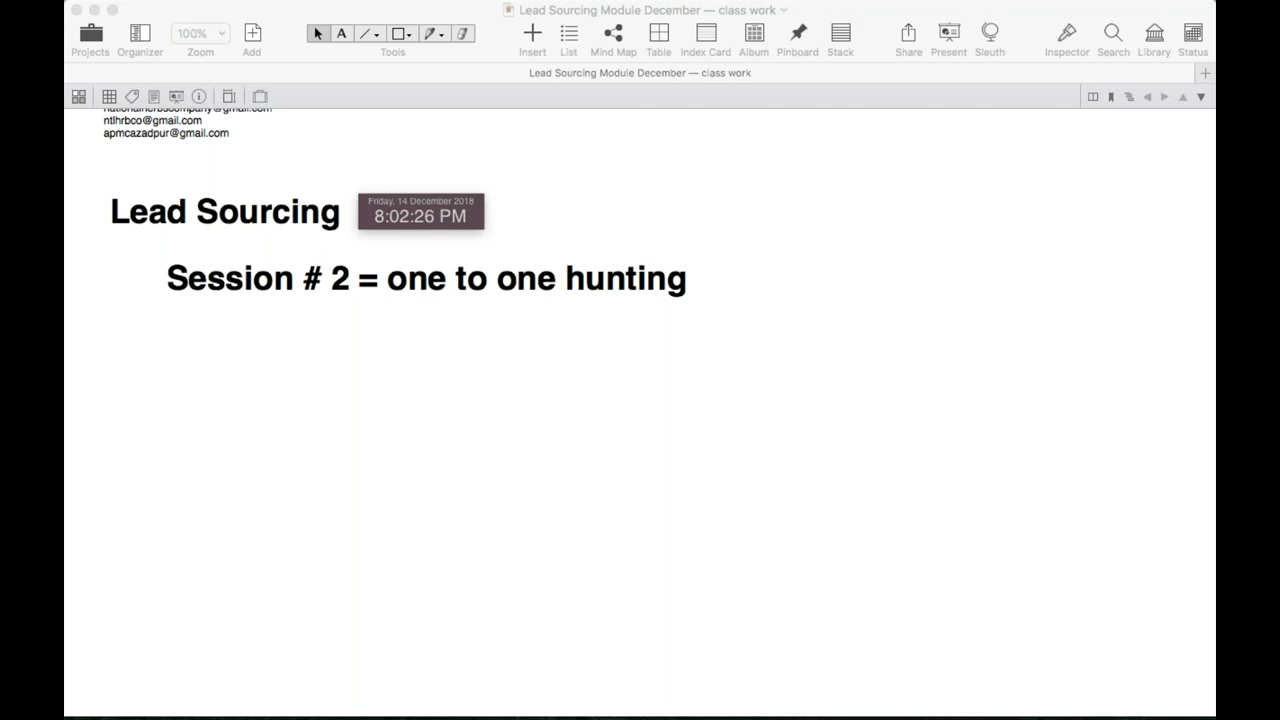 Lead Sourcing Module December — class work
100%
Projects Organizer Zoom Add Tools Insert List Mind Map Table Index Card Album Pinboard Stack Share Present Sleuth Inspector Search Library Status
Lead Sourcing Module December — class work
ntlhrbco@gmail.com
apmcazadpur@gmail.com
Lead Sourcing
Friday, 14 December 2018
8:02:26 PM
Session # 2 = one to one hunting